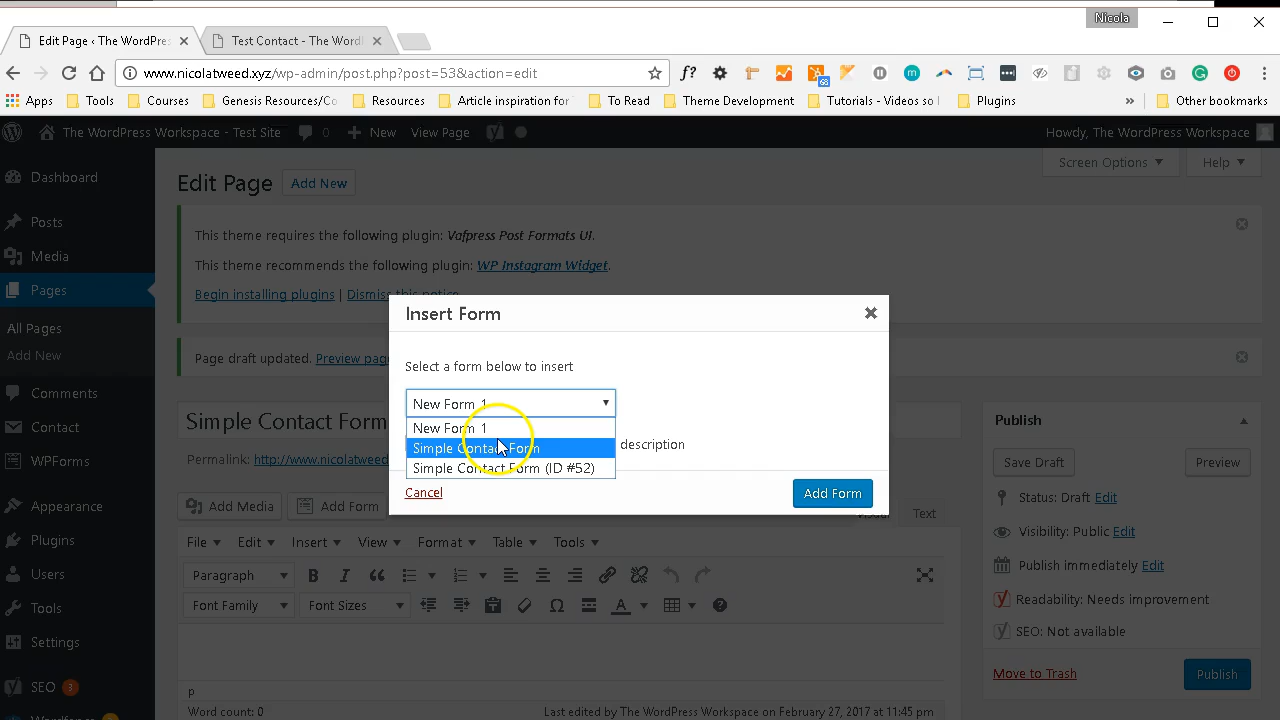 Nicola
Edit Page ‹ The WordPres
Test Contact - The Word
www.nicolatweed.xyz/wp-admin/post.php?post=53&action=edit
f?
68
m
Apps
Tools
Courses
Genesis Resources/Co
Resources
Article inspiration for
To Read
Theme Development
Tutorials - Videos so I
Plugins
»
Other bookmarks
The WordPress Workspace - Test Site
0
New
View Page
Howdy, The WordPress Workspace
Screen Options
Help
Dashboard
Posts
Media
Pages
All Pages
Add New
Comments
Contact
WPForms
Appearance
Plugins
Users
Tools
Settings
SEO 3
Edit Page
Add New
This theme requires the following plugin: Vafpress Post Formats UI.
This theme recommends the following plugin: WP Instagram Widget.
Begin installing plugins | Dismiss this notice
Page draft updated. Preview pag
Insert Form
Select a form below to insert
New Form 1
New Form 1
Simple Contact Form
Simple Contact Form (ID #52)
description
Cancel
Add Form
Simple Contact Form
Permalink: http://www.nicolatweed
Add Media
Add Form
Visual
Text
File
Edit
Insert
View
Format
Table
Tools
Paragraph
B
I
Font Family
Font Sizes
Ω
A
p
Word count: 0
Last edited by The WordPress Workspace on February 27, 2017 at 11:45 pm
Publish
Save Draft
Preview
Status: Draft Edit
Visibility: Public Edit
Publish immediately Edit
Readability: Needs improvement
SEO: Not available
Move to Trash
Publish